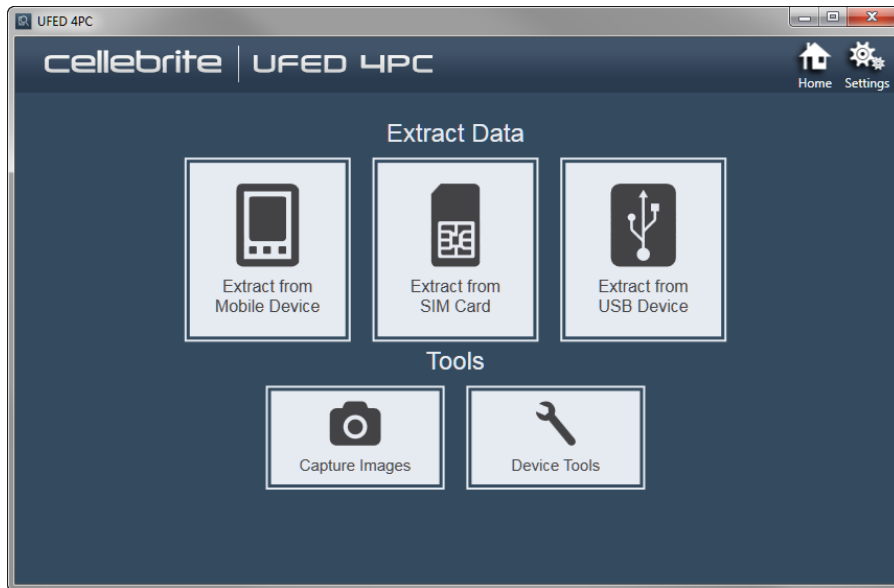 UFED 4PC
cellebrite | UFED 4PC
Home Settings
Extract Data
Extract from
Mobile Device
Extract from
SIM Card
Extract from
USB Device
Tools
Capture Images
Device Tools